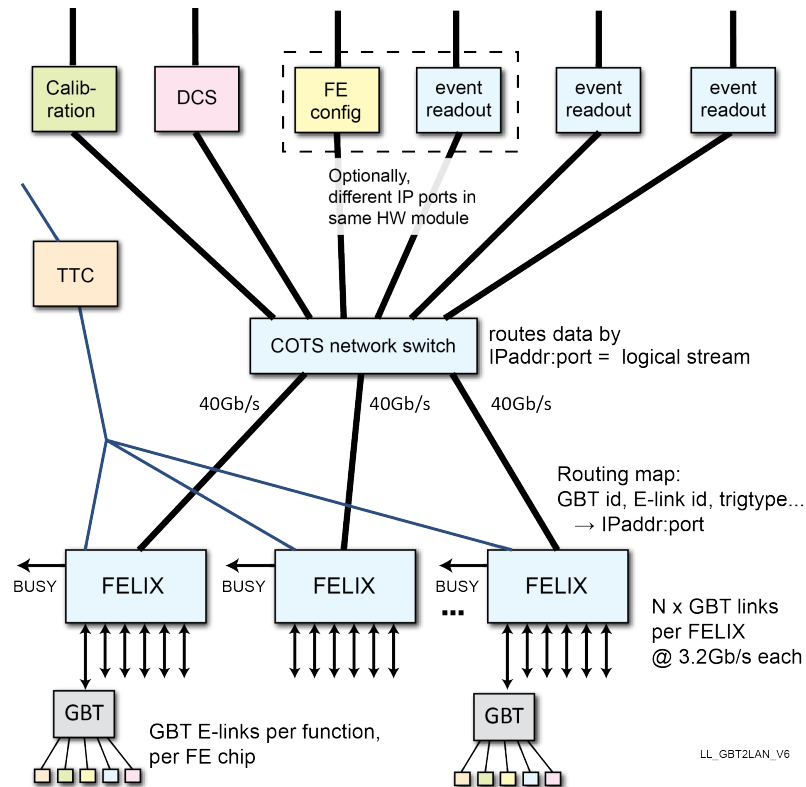 Calib-
ration
DCS
FE
config
event
readout
event
readout
event
readout
Optionally,
different IP ports in
same HW module
TTC
COTS network switch
routes data by
IPaddr:port = logical stream
40Gb/s
40Gb/s
40Gb/s
Routing map:
GBT id, E-link id, trigtype...
→ IPaddr:port
BUSY
FELIX
BUSY
FELIX
BUSY
FELIX
...
N x GBT links
per FELIX
@ 3.2Gb/s each
GBT
GBT E-links per function,
per FE chip
GBT
LL_GBT2LAN_V6